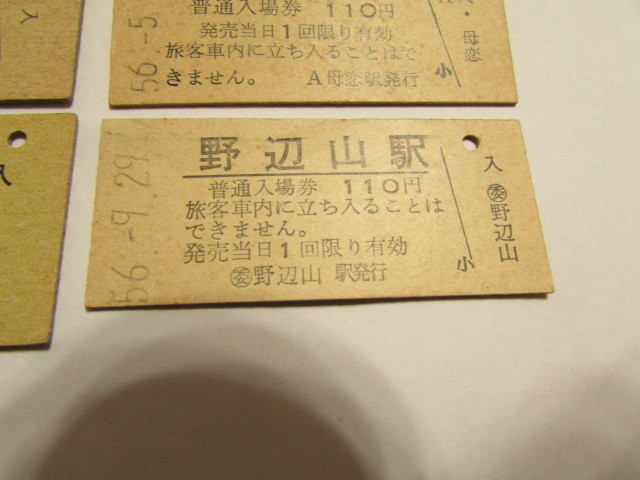 普通入場券 110円
発売当日1回限り有効
旅客車内に立ち入ることはで
きません。 A母恋駅発行
小
入・母恋
56.-5
野辺山駅
普通入場券 110円
旅客車内に立ち入ることは
できません。
発売当日1回限り有効
㊙野辺山 駅発行
小
入 ㊙野辺山
56.-9.29
入